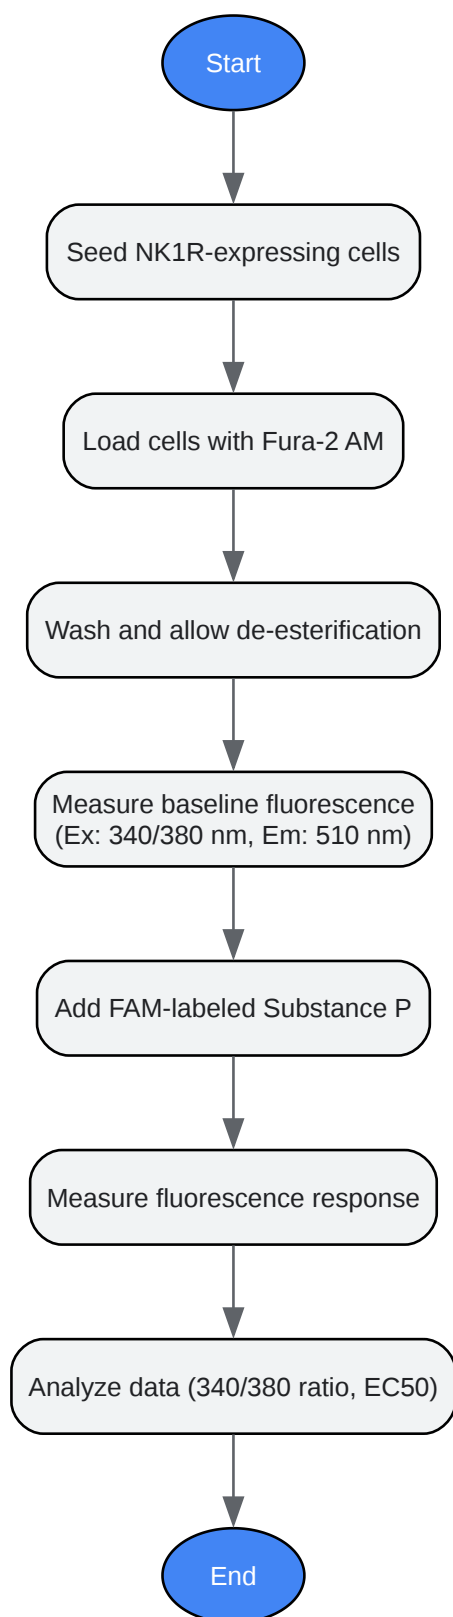 Start
Seed NK1R-expressing cells
Load cells with Fura-2 AM
Wash and allow de-esterification
Measure baseline fluorescence
(Ex: 340/380 nm, Em: 510 nm)
Add FAM-labeled Substance P
Measure fluorescence response
Analyze data (340/380 ratio, EC50)
End